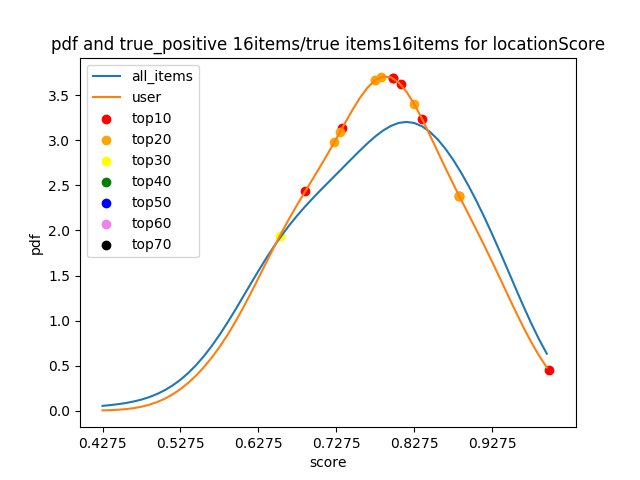 pdf and true_positive 16items/true items16items for locationScore
all_items
user
top10
top20
top30
top40
top50
top60
top70
pdf
3.5
3.0
2.5
2.0
1.5
1.0
0.5
0.0
0.4275 0.5275 0.6275 0.7275 0.8275 0.9275
score